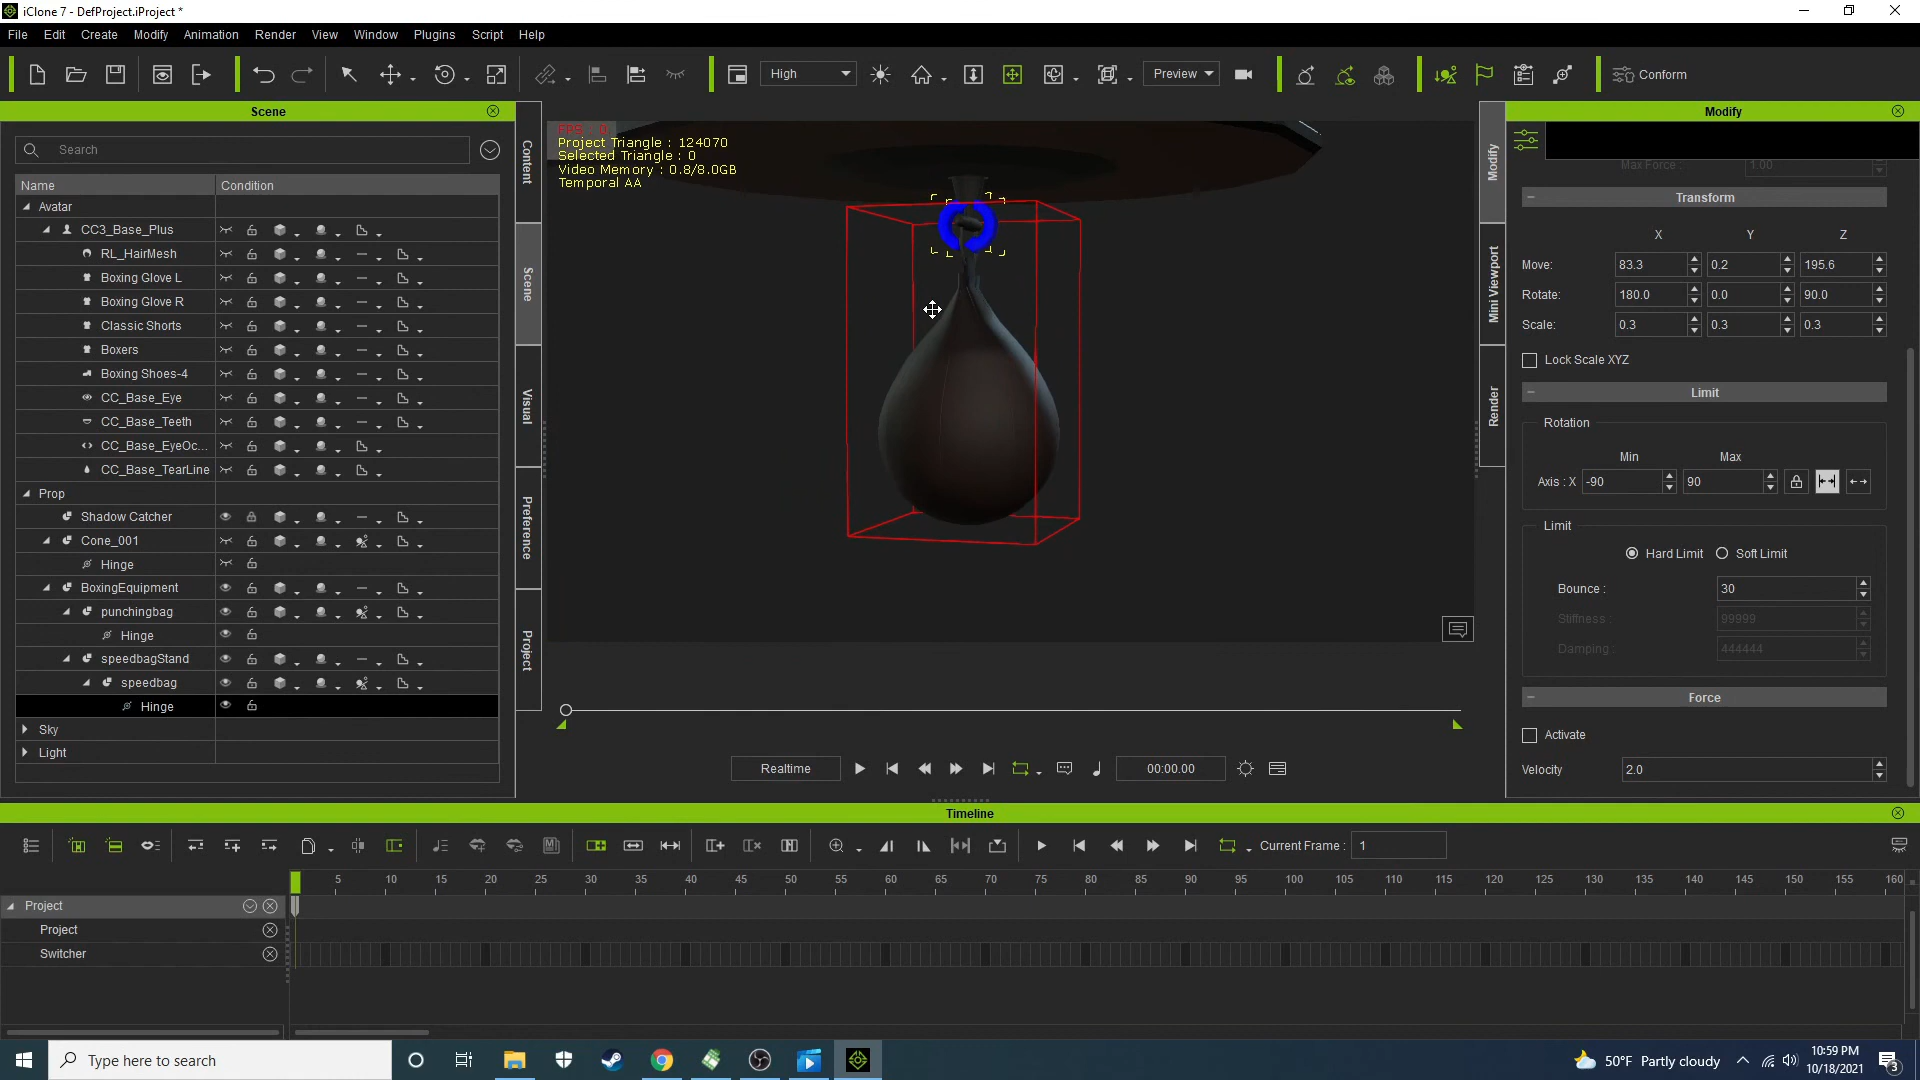 iClone 7 - DefProject.iProject *
File Edit Create Modify Animation Render View Window Plugins Script Help
High Preview Conform
Scene
Search
Name Condition
Avatar
CC3_Base_Plus
RL_HairMesh
Boxing Glove L
Boxing Glove R
Classic Shorts
Boxers
Boxing Shoes-4
CC_Base_Eye
CC_Base_Teeth
CC_Base_EyeOc...
CC_Base_TearLine
Prop
Shadow Catcher
Cone_001
Hinge
BoxingEquipment
punchingbag
Hinge
speedbagStand
speedbag
Hinge
Sky
Light
Content
Scene
Visual
Preference
Project
FPS : 0
Project Triangle : 124070
Selected Triangle : 0
Video Memory : 0.8/8.0GB
Temporal AA
Realtime 00:00.00
Modify
Mini Viewport
Render
Modify
Max Force : 1.00
Transform
X Y Z
Move: 83.3 0.2 195.6
Rotate: 180.0 0.0 90.0
Scale: 0.3 0.3 0.3
Lock Scale XYZ
Limit
Rotation
Min Max
Axis : X -90 90
Limit
Hard Limit Soft Limit
Bounce : 30
Stiffness : 99999
Damping : 444444
Force
Activate
Velocity 2.0
Timeline
Current Frame : 1
5 10 15 20 25 30 35 40 45 50 55 60 65 70 75 80 85 90 95 100 105 110 115 120 125 130 135 140 145 150 155 160
Project
Project
Switcher
Type here to search
50°F Partly cloudy
10:59 PM
10/18/2021
3